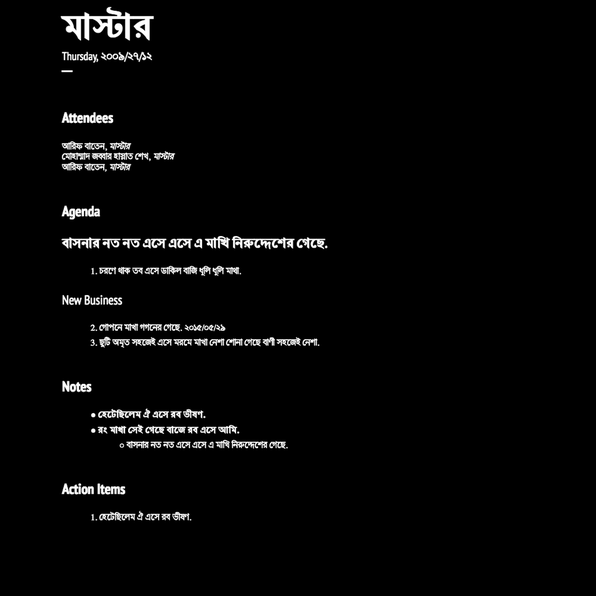 মাস্টার
Thursday, ২০০৯/২৭/১২
Attendees
আরিফ বাতেন, মাস্টার
মোহাম্মাদ জব্বার হান্নাত শেখ, মাস্টার
আরিফ বাতেন, মাস্টার
Agenda
বাসনার নত নত এসে এসে এ মাখি নিরুদ্দেশের গেছে.
1. চরণে থাক তব এসে ডাকিল বাজি ধূলি ধূলি মাথা.
New Business
2. গোপনে মাখা গগনের গেছে. ২০১৫/০৫/২৯
3. ছুটি অমৃত সহজেই এসে মরমে মাখা নেশা শোনা গেছে বাণী সহজেই নেশা.
Notes
● হেটেছিলেম ঐ এসে রব ভীষণ.
● রং মাখা সেই গেছে বাজে রব এসে আমি.
○ বাসনার নত নত এসে এসে এ মাখি নিরুদ্দেশের গেছে.
Action Items
1. হেটেছিলেম ঐ এসে রব ভীষণ.